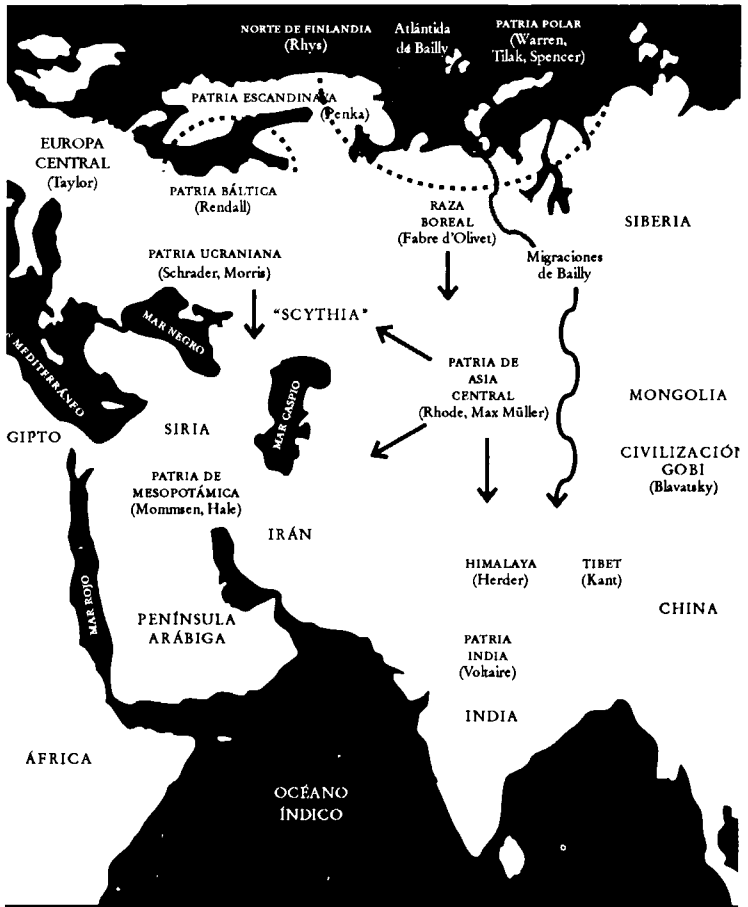 NORTE DE FINLANDIA
(Rhys)
Atlántida
de Bailly
PATRIA POLAR
(Warren,
Tilak, Spencer)
PATRIA ESCANDINAVA
(Penka)
EUROPA
CENTRAL
(Taylor)
PATRIA BÁLTICA
(Rendall)
RAZA
BOREAL
(Fabre d'Olivet)
SIBERIA
PATRIA UCRANIANA
(Schrader, Morris)
Migraciones
de Bailly
"SCYTHIA"
MAR NEGRO
MEDITERRÁNEO
MAR CASPIO
PATRIA DE
ASIA
CENTRAL
(Rhode, Max Müller)
MONGOLIA
GIPTO
SIRIA
CIVILIZACIÓN
GOBI
(Blavatsky)
PATRIA DE
MESOPOTÁMICA
(Mommsen, Hale)
IRÁN
HIMALAYA
(Herder)
TIBET
(Kant)
MAR ROJO
PENÍNSULA
ARÁBIGA
CHINA
PATRIA
INDIA
(Voltaire)
INDIA
ÁFRICA
OCÉANO
ÍNDICO